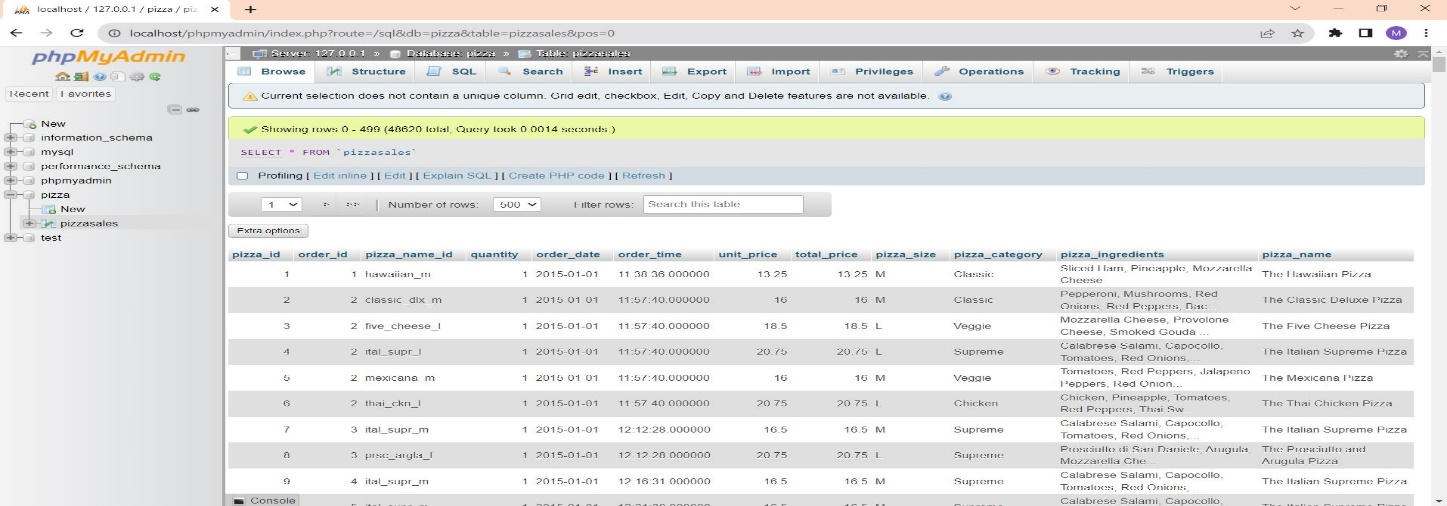 localhost / 127.0.0.1 / pizza / piz
localhost/phpmyadmin/index.php?route=/sql&db=pizza&table=pizzasales&pos=0
M
phpMyAdmin
Recent Favorites
New
information_schema
mysql
performance_schema
phpmyadmin
pizza
New
pizzasales
test
Server: 127.0.0.1 » Database: pizza » Table: pizzasales
Browse Structure SQL Search Insert Export Import Privileges Operations Tracking Triggers
Current selection does not contain a unique column. Grid edit, checkbox, Edit, Copy and Delete features are not available.
Showing rows 0 - 499 (48620 total, Query took 0.0014 seconds.)
SELECT * FROM `pizzasales`
Profiling [ Edit inline ] [ Edit ] [ Explain SQL ] [ Create PHP code ] [ Refresh ]
1 > >> | Number of rows: 500 Filter rows: Search this table
Extra options
pizza_id order_id pizza_name_id quantity order_date order_time unit_price total_price pizza_size pizza_category pizza_ingredients pizza_name
1 1 hawaiian_m 1 2015-01-01 11:38:36.000000 13.25 13.25 M Classic Sliced Ham, Pineapple, Mozzarella Cheese The Hawaiian Pizza
2 2 classic_dlx_m 1 2015-01-01 11:57:40.000000 16 16 M Classic Pepperoni, Mushrooms, Red Onions, Red Peppers, Bac... The Classic Deluxe Pizza
3 2 five_cheese_l 1 2015-01-01 11:57:40.000000 18.5 18.5 L Veggie Mozzarella Cheese, Provolone Cheese, Smoked Gouda ... The Five Cheese Pizza
4 2 ital_supr_l 1 2015-01-01 11:57:40.000000 20.75 20.75 L Supreme Calabrese Salami, Capocollo, Tomatoes, Red Onions,... The Italian Supreme Pizza
5 2 mexicana_m 1 2015-01-01 11:57:40.000000 16 16 M Veggie Tomatoes, Red Peppers, Jalapeno Peppers, Red Onion... The Mexicana Pizza
6 2 thai_ckn_l 1 2015-01-01 11:57:40.000000 20.75 20.75 L Chicken Chicken, Pineapple, Tomatoes, Red Peppers, Thai Sw... The Thai Chicken Pizza
7 3 ital_supr_m 1 2015-01-01 12:12:28.000000 16.5 16.5 M Supreme Calabrese Salami, Capocollo, Tomatoes, Red Onions,... The Italian Supreme Pizza
8 3 prsc_argla_l 1 2015-01-01 12:12:28.000000 20.75 20.75 L Supreme Prosciutto di San Daniele, Arugula, Mozzarella Che... The Prosciutto and Arugula Pizza
9 4 ital_supr_m 1 2015-01-01 12:16:31.000000 16.5 16.5 M Supreme Calabrese Salami, Capocollo, Tomatoes, Red Onions, The Italian Supreme Pizza
Console
Calabrese Salami, Capocollo,